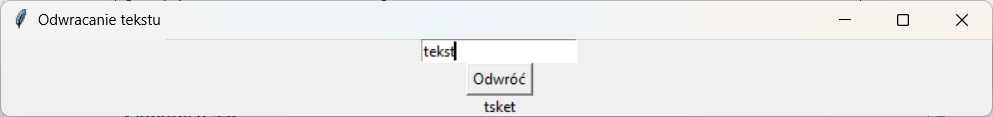 Odwracanie tekstu
tekst
Odwróć
tsket